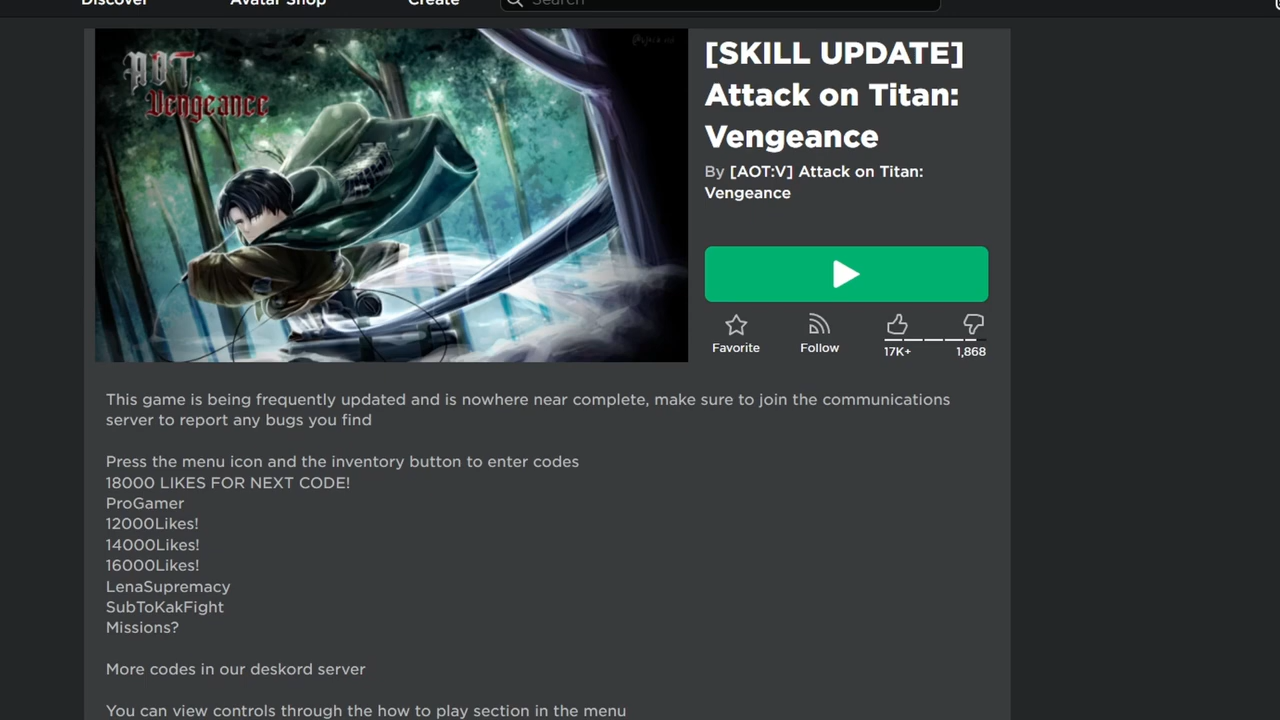 Discover Avatar Shop Create Search
AOT:
Vengeance
[SKILL UPDATE]
Attack on Titan:
Vengeance
By [AOT:V] Attack on Titan:
Vengeance
Favorite Follow 17K+ 1,868
This game is being frequently updated and is nowhere near complete, make sure to join the communications
server to report any bugs you find
Press the menu icon and the inventory button to enter codes
18000 LIKES FOR NEXT CODE!
ProGamer
12000Likes!
14000Likes!
16000Likes!
LenaSupremacy
SubToKakFight
Missions?
More codes in our deskord server
You can view controls through the how to play section in the menu